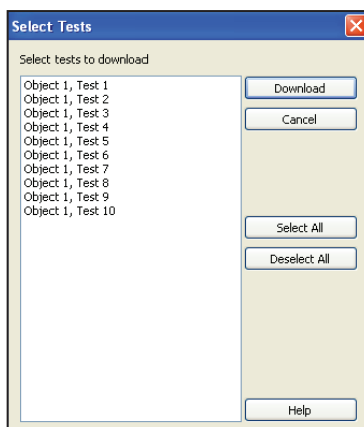 Select Tests
Select tests to download
Object 1, Test 1
Object 1, Test 2
Object 1, Test 3
Object 1, Test 4
Object 1, Test 5
Object 1, Test 6
Object 1, Test 7
Object 1, Test 8
Object 1, Test 9
Object 1, Test 10
Download
Cancel
Select All
Deselect All
Help